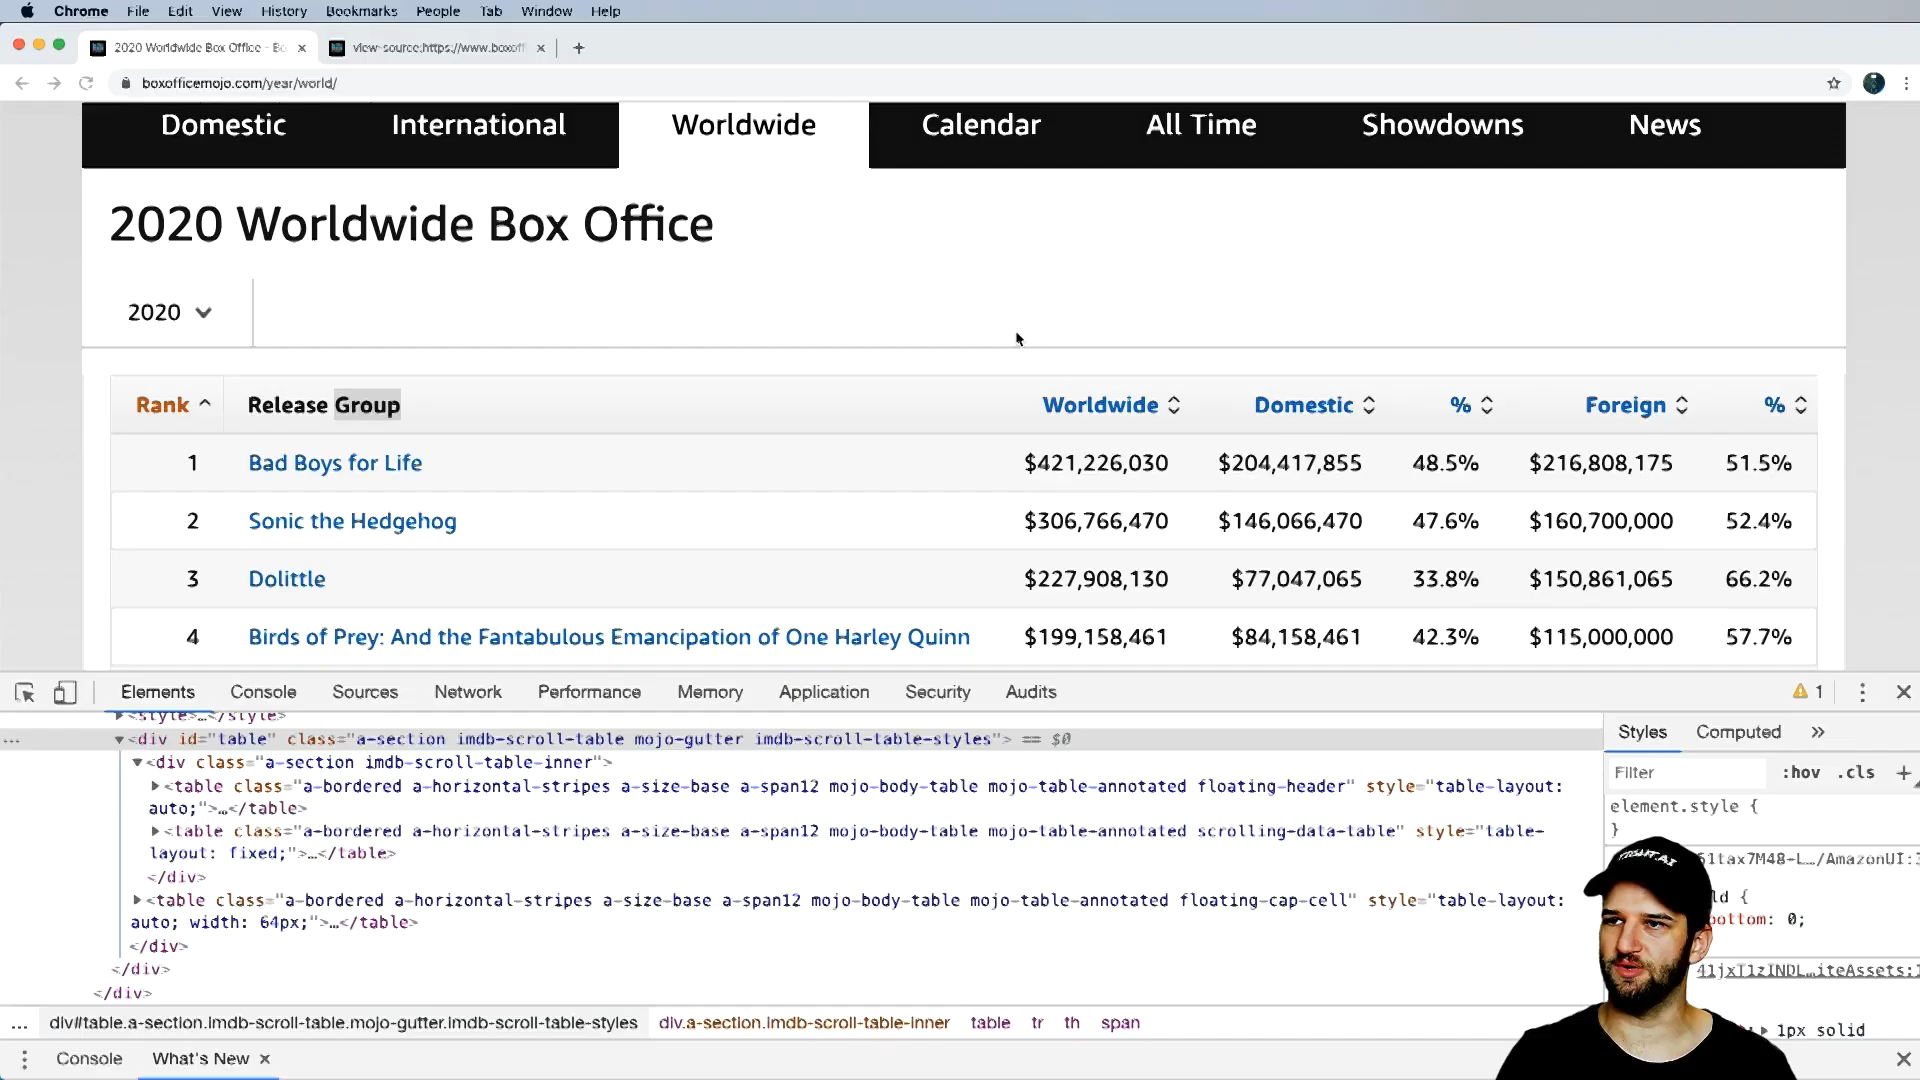 Chrome File Edit View History Bookmarks People Tab Window Help
2020 Worldwide Box Office - Bo
view-source:https://www.boxoff
boxofficemojo.com/year/world/
Domestic International Worldwide Calendar All Time Showdowns News
2020 Worldwide Box Office
2020
Rank Release Group Worldwide Domestic % Foreign %
1 Bad Boys for Life $421,226,030 $204,417,855 48.5% $216,808,175 51.5%
2 Sonic the Hedgehog $306,766,470 $146,066,470 47.6% $160,700,000 52.4%
3 Dolittle $227,908,130 $77,047,065 33.8% $150,861,065 66.2%
4 Birds of Prey: And the Fantabulous Emancipation of One Harley Quinn $199,158,461 $84,158,461 42.3% $115,000,000 57.7%
Elements Console Sources Network Performance Memory Application Security Audits 1
<style>…</style>
<div id="table" class="a-section imdb-scroll-table mojo-gutter imdb-scroll-table-styles"> == $0
<div class="a-section imdb-scroll-table-inner">
<table class="a-bordered a-horizontal-stripes a-size-base a-span12 mojo-body-table mojo-table-annotated floating-header" style="table-layout:
auto;">…</table>
<table class="a-bordered a-horizontal-stripes a-size-base a-span12 mojo-body-table mojo-table-annotated scrolling-data-table" style="table-
layout: fixed;">…</table>
</div>
<table class="a-bordered a-horizontal-stripes a-size-base a-span12 mojo-body-table mojo-table-annotated floating-cap-cell" style="table-layout:
auto; width: 64px;">…</table>
</div>
</div>
</div>
… div#table.a-section.imdb-scroll-table.mojo-gutter.imdb-scroll-table-styles div.a-section.imdb-scroll-table-inner table tr th span
Console What's New
Styles Computed »
Filter :hov .cls +
element.style {
}
61tax7M48-L…/AmazonUI:3
ld {
bottom: 0;
41jxT1zINDL…iteAssets:1
1px solid